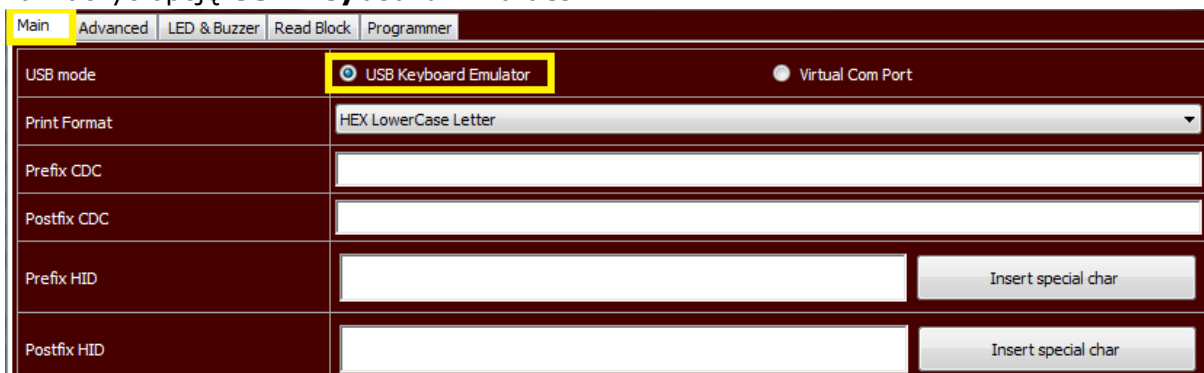 Main Advanced LED & Buzzer Read Block Programmer
USB mode USB Keyboard Emulator Virtual Com Port
Print Format HEX LowerCase Letter
Prefix CDC
Postfix CDC
Prefix HID Insert special char
Postfix HID Insert special char